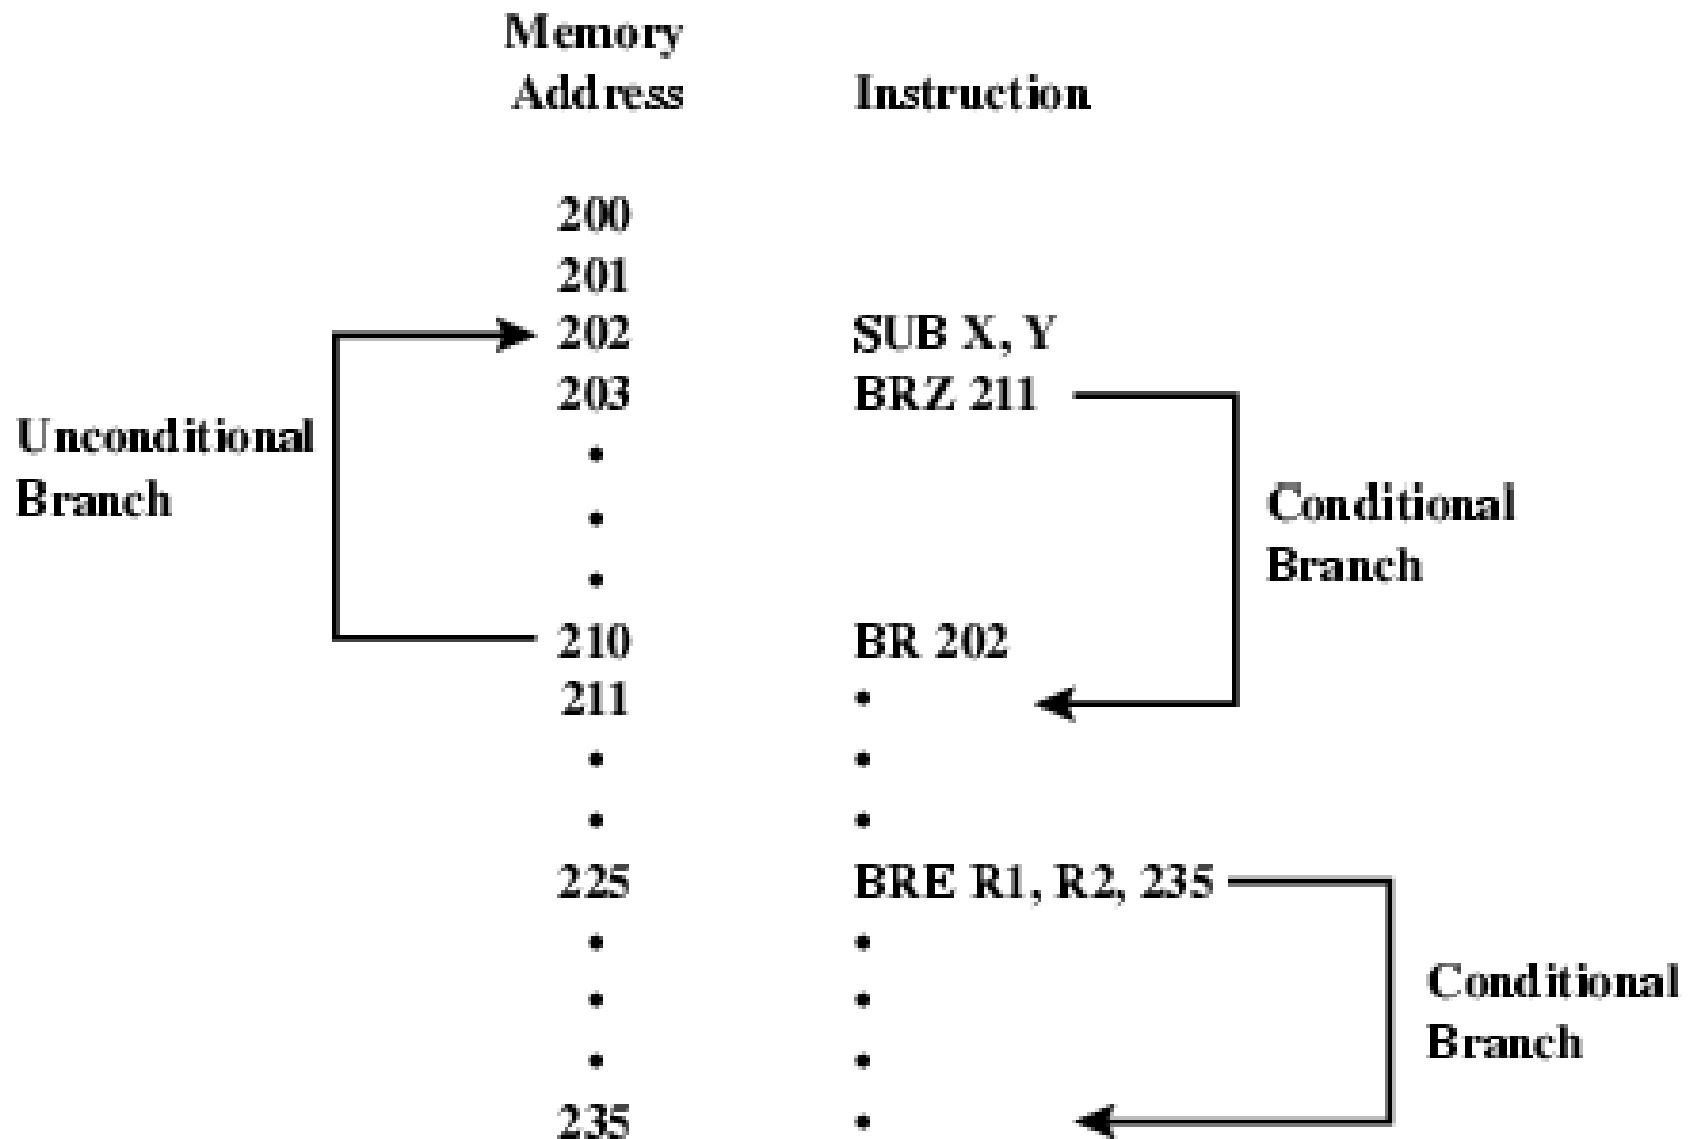 Memory
Address Instruction
200
201
202 SUB X, Y
203 BRZ 211
Unconditional
Branch
Conditional
Branch
210 BR 202
211
225 BRE R1, R2, 235
Conditional
Branch
235